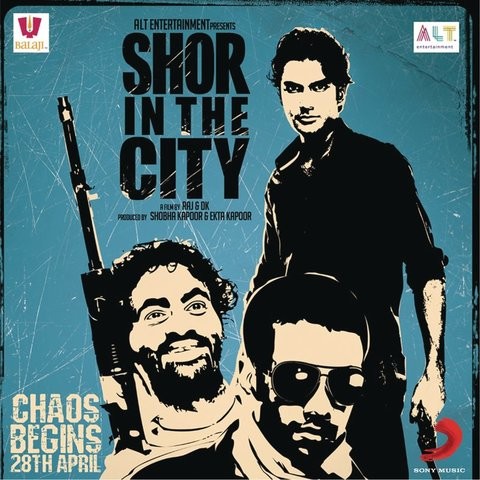 BALAJI
ALT ENTERTAINMENT PRESENTS
ALT.
entertainment
SHOR
IN THE
CITY
A FILM BY RAJ & DK
PRODUCED BY SHOBHA KAPOOR & EKTA KAPOOR
CHAOS
BEGINS
28TH APRIL
SONY MUSIC